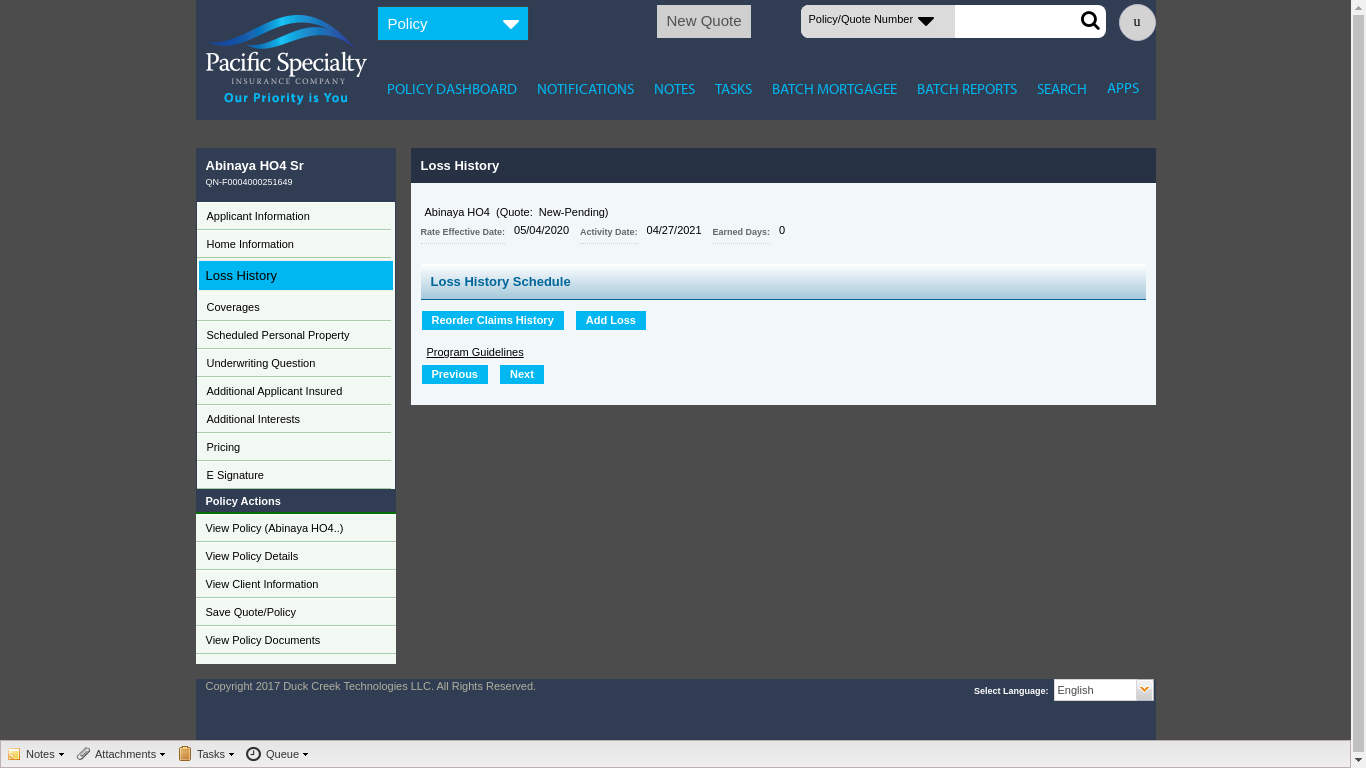 Pacific Specialty
INSURANCE COMPANY
Our Priority is You
Policy
New Quote
Policy/Quote Number
u
POLICY DASHBOARD NOTIFICATIONS NOTES TASKS BATCH MORTGAGEE BATCH REPORTS SEARCH APPS
Abinaya HO4 Sr
QN-F0004000251649
Applicant Information
Home Information
Loss History
Coverages
Scheduled Personal Property
Underwriting Question
Additional Applicant Insured
Additional Interests
Pricing
E Signature
Policy Actions
View Policy (Abinaya HO4..)
View Policy Details
View Client Information
Save Quote/Policy
View Policy Documents
Loss History
Abinaya HO4 (Quote: New-Pending)
Rate Effective Date: 05/04/2020 Activity Date: 04/27/2021 Earned Days: 0
Loss History Schedule
Reorder Claims History Add Loss
Program Guidelines
Previous Next
Copyright 2017 Duck Creek Technologies LLC. All Rights Reserved.
Select Language: English
Notes Attachments Tasks Queue